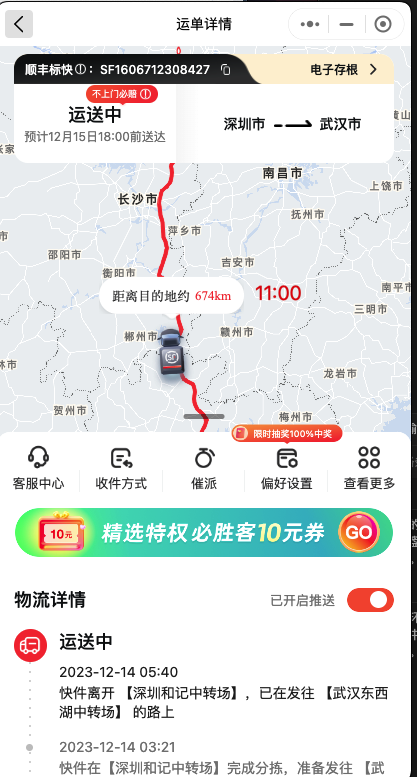 运单详情
顺丰标快 ： SF1606712308427
电子存根
不上门必赔
运送中
预计12月15日18:00前送达
深圳市
武汉市
南昌市
上饶市
长沙市
萍乡市
抚州市
邵阳市
吉安市
衡阳市
南平市
距离目的地约 674km
11:00
三明市
郴州市
赣州市
龙岩市
贺州市
梅州市
限时抽奖100%中奖
客服中心
收件方式
催派
偏好设置
查看更多
10元
精选特权 必胜客10元券
GO
物流详情
已开启推送
运送中
2023-12-14 05:40
快件离开 【深圳和记中转场】，已在发往 【武汉东西
湖中转场】 的路上
2023-12-14 03:21
快件在【深圳和记中转场】完成分拣，准备发往 【武